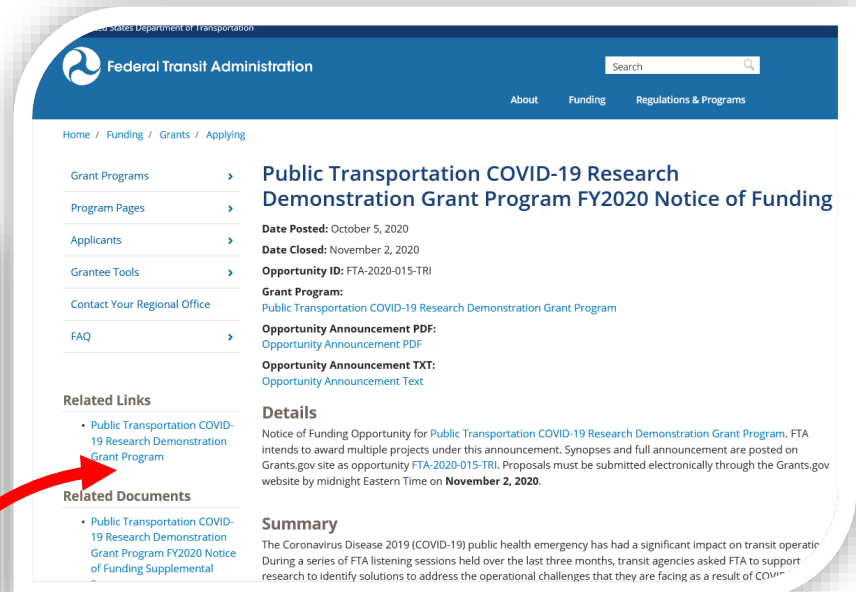 States Department of Transportation
Federal Transit Administration
Search
About Funding Regulations & Programs
Home / Funding / Grants / Applying
Grant Programs
Program Pages
Applicants
Grantee Tools
Contact Your Regional Office
FAQ
Related Links
• Public Transportation COVID-
19 Research Demonstration
Grant Program
Related Documents
• Public Transportation COVID-
19 Research Demonstration
Grant Program FY2020 Notice
of Funding Supplemental
Public Transportation COVID-19 Research
Demonstration Grant Program FY2020 Notice of Funding
Date Posted: October 5, 2020
Date Closed: November 2, 2020
Opportunity ID: FTA-2020-015-TRI
Grant Program:
Public Transportation COVID-19 Research Demonstration Grant Program
Opportunity Announcement PDF:
Opportunity Announcement PDF
Opportunity Announcement TXT:
Opportunity Announcement Text
Details
Notice of Funding Opportunity for Public Transportation COVID-19 Research Demonstration Grant Program. FTA
intends to award multiple projects under this announcement. Synopses and full announcement are posted on
Grants.gov site as opportunity FTA-2020-015-TRI. Proposals must be submitted electronically through the Grants.gov
website by midnight Eastern Time on November 2, 2020.
Summary
The Coronavirus Disease 2019 (COVID-19) public health emergency has had a significant impact on transit
During a series of FTA listening sessions held over the last three months, transit agencies asked FTA to support
research to identify solutions to address the operational challenges that they are facing as a result of